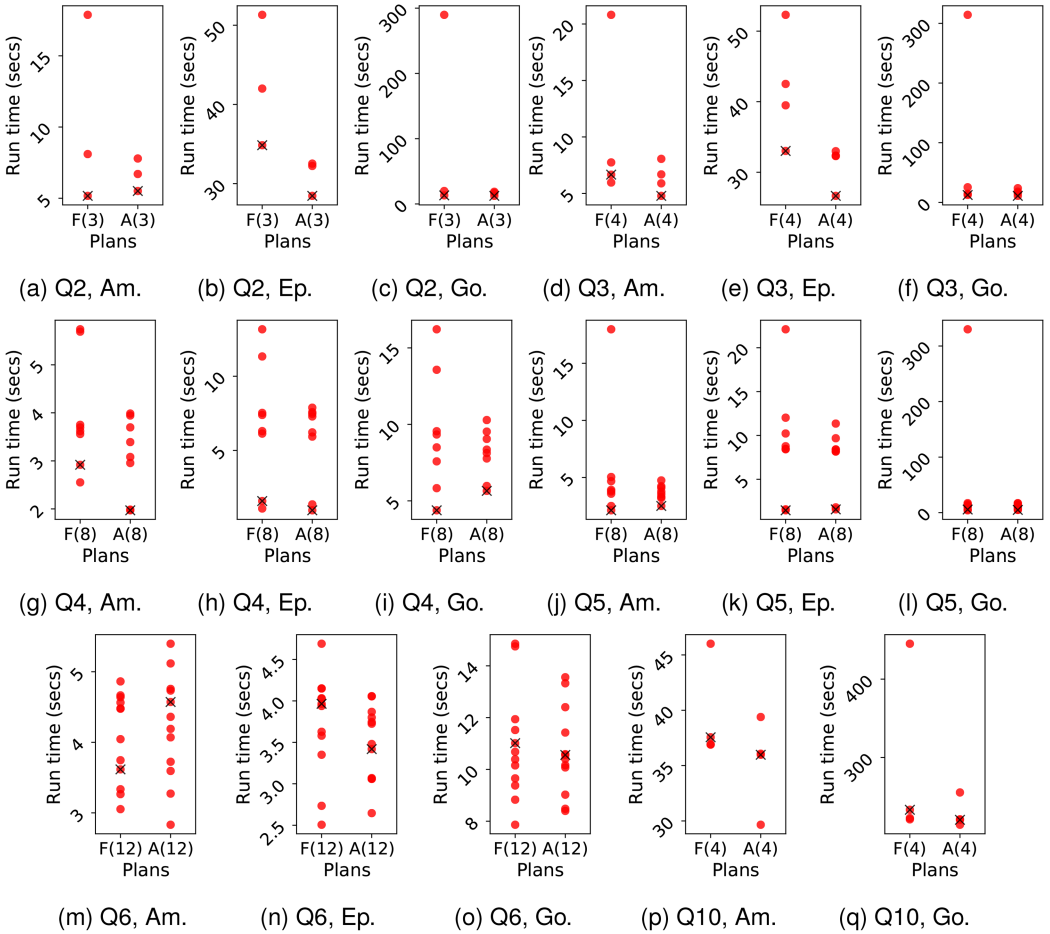 Run time (secs)
15
10
5
F(3) A(3)
Plans
(a) Q2, Am.
Run time (secs)
50
40
30
F(3) A(3)
Plans
(b) Q2, Ep.
Run time (secs)
300
200
100
0
F(3) A(3)
Plans
(c) Q2, Go.
Run time (secs)
20
15
10
5
F(4) A(4)
Plans
(d) Q3, Am.
Run time (secs)
50
40
30
F(4) A(4)
Plans
(e) Q3, Ep.
Run time (secs)
300
200
100
0
F(4) A(4)
Plans
(f) Q3, Go.
Run time (secs)
5
4
3
2
F(8) A(8)
Plans
(g) Q4, Am.
Run time (secs)
10
5
F(8) A(8)
Plans
(h) Q4, Ep.
Run time (secs)
15
10
5
F(8) A(8)
Plans
(i) Q4, Go.
Run time (secs)
15
10
5
F(8) A(8)
Plans
(j) Q5, Am.
Run time (secs)
20
15
10
5
F(8) A(8)
Plans
(k) Q5, Ep.
Run time (secs)
300
200
100
0
F(8) A(8)
Plans
(l) Q5, Go.
Run time (secs)
5
4
3
F(12) A(12)
Plans
(m) Q6, Am.
Run time (secs)
4.5
4.0
3.5
3.0
2.5
F(12) A(12)
Plans
(n) Q6, Ep.
Run time (secs)
14
12
10
8
F(12) A(12)
Plans
(o) Q6, Go.
Run time (secs)
45
40
35
30
F(4) A(4)
Plans
(p) Q10, Am.
Run time (secs)
400
300
F(4) A(4)
Plans
(q) Q10, Go.